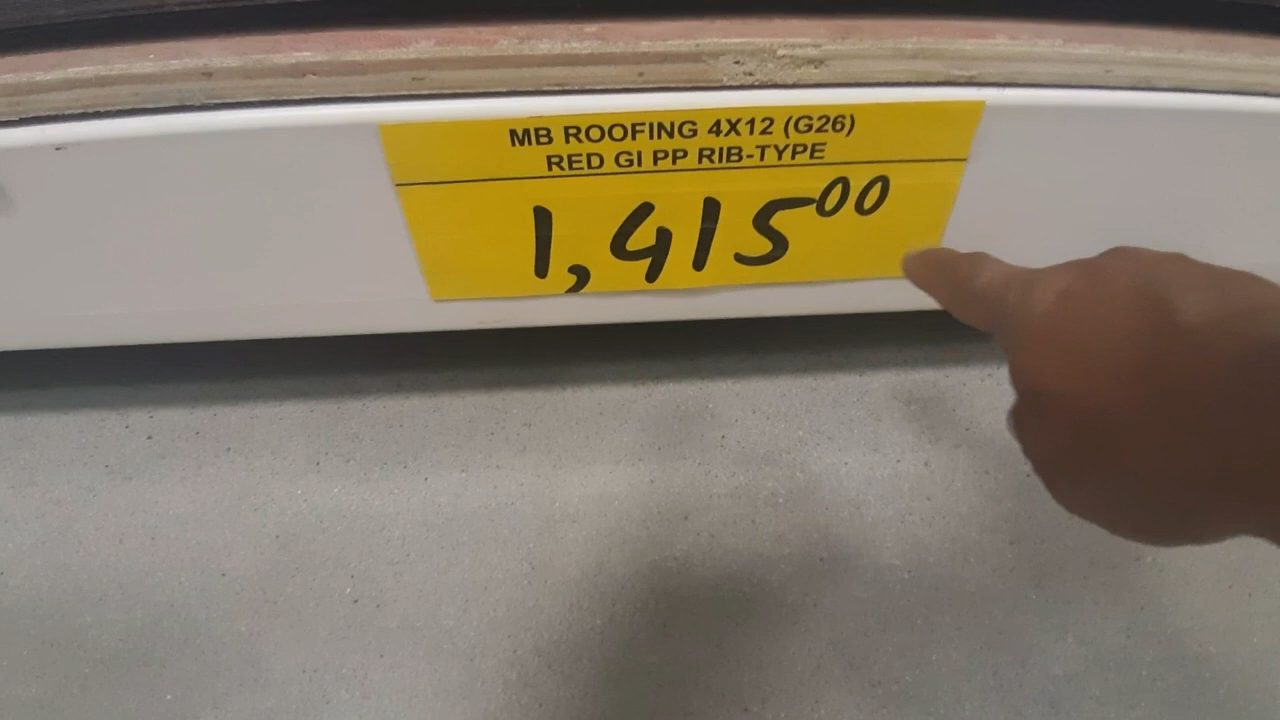 MB ROOFING 4X12 (G26)
RED GI PP RIB-TYPE
1,415⁰⁰